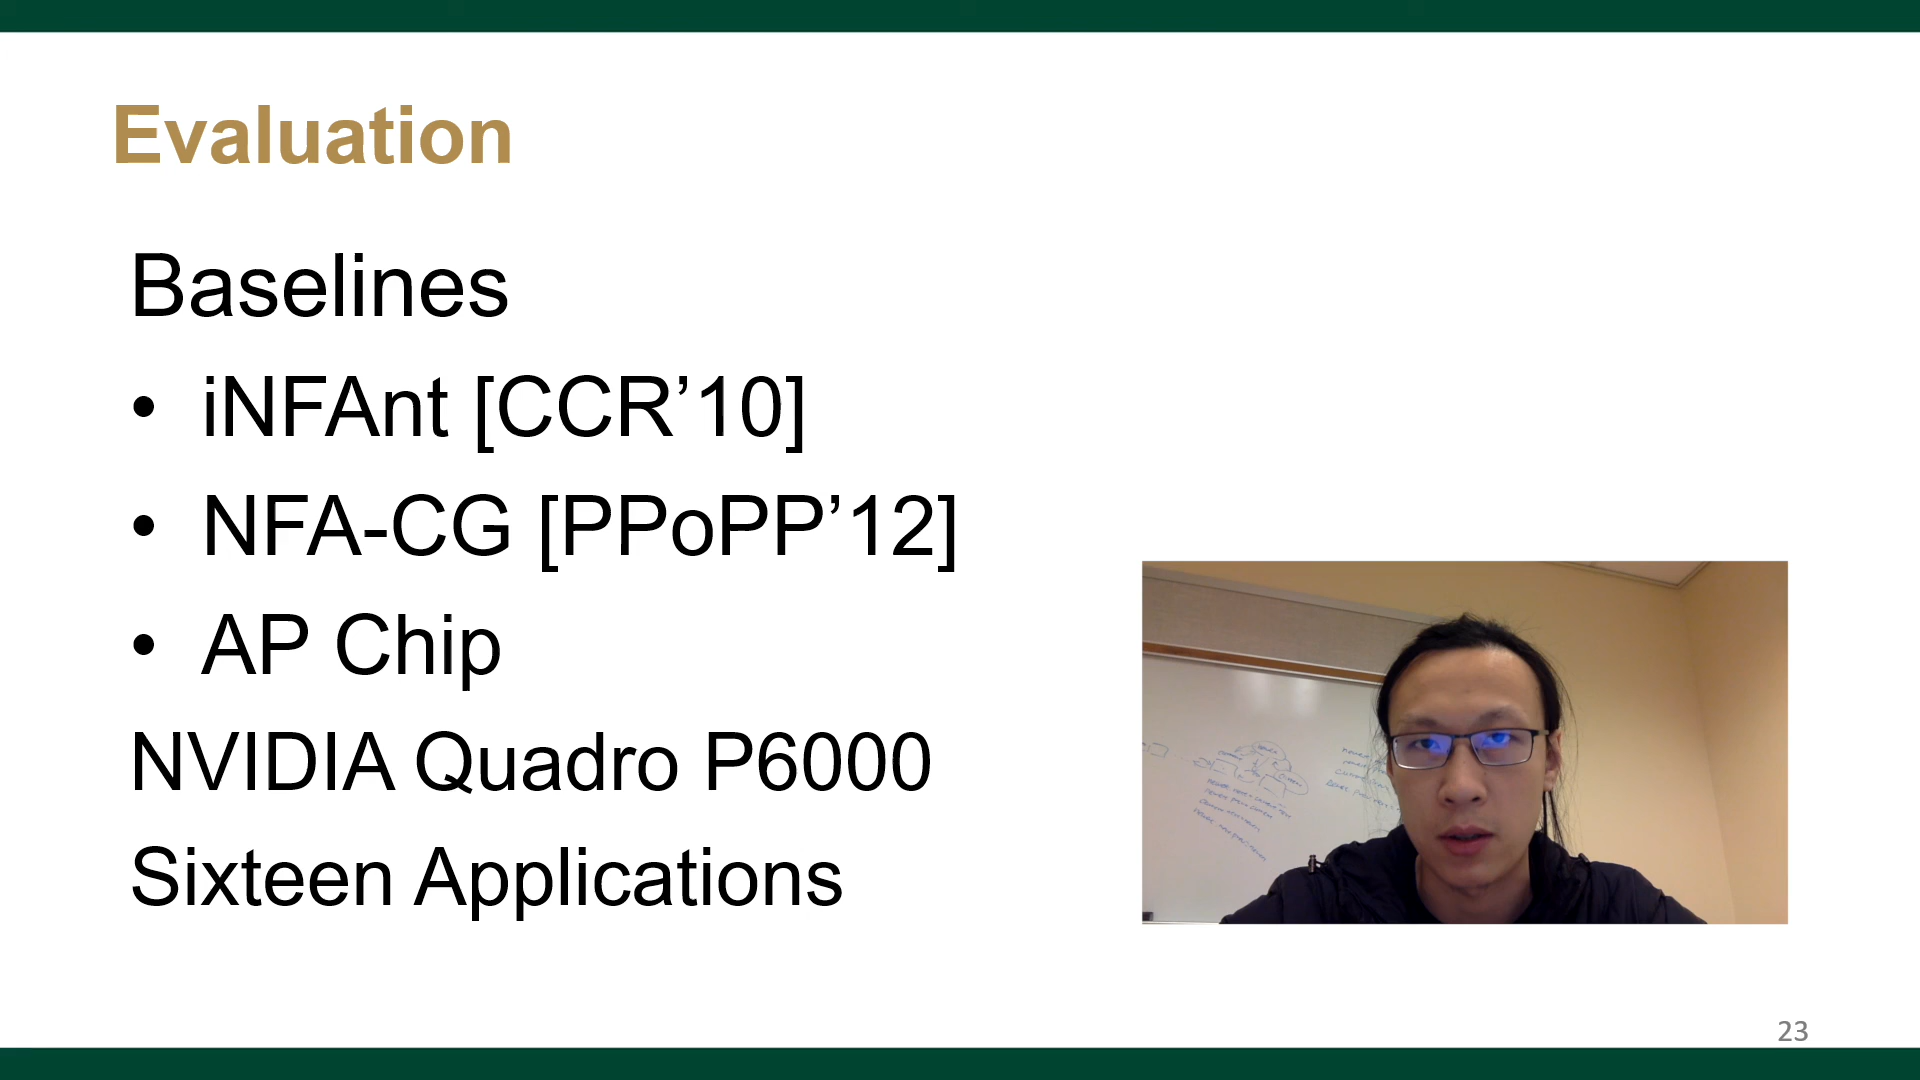 Evaluation
Baselines
• iNFAnt [CCR’10]
• NFA-CG [PPoPP’12]
• AP Chip
NVIDIA Quadro P6000
Sixteen Applications
23